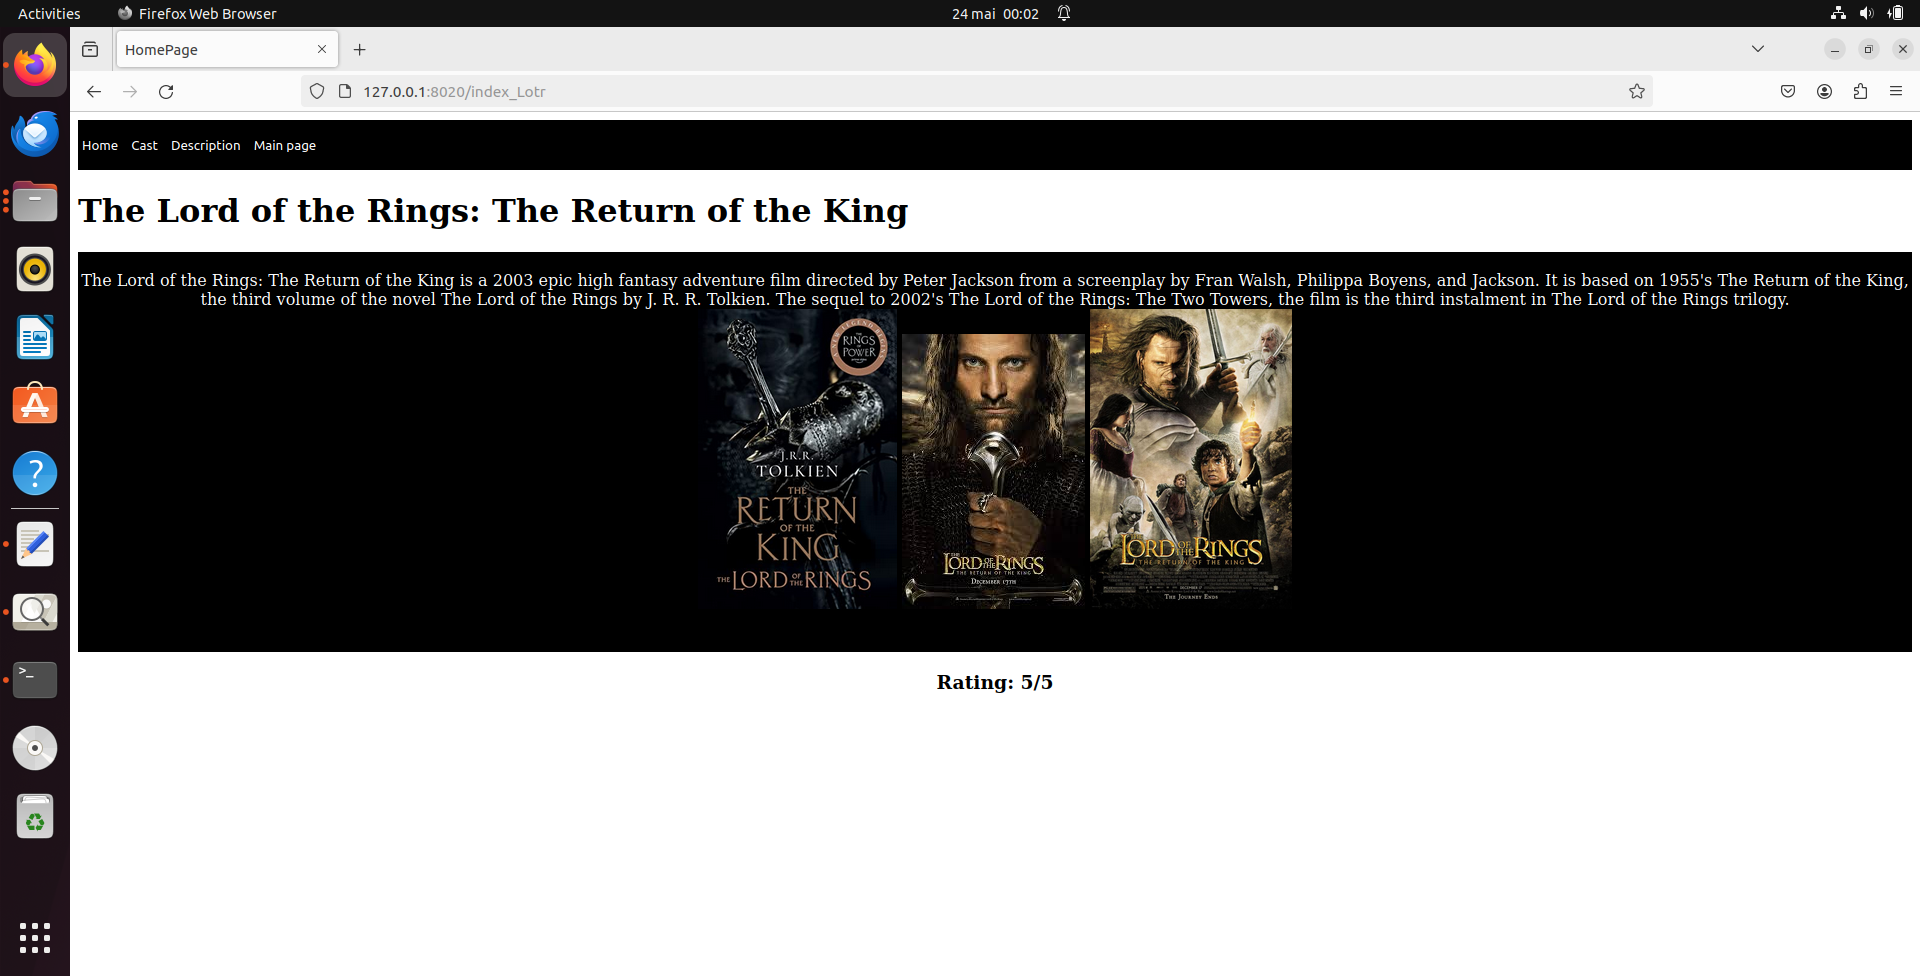 Activities
Firefox Web Browser
24 mai 00:02
HomePage
127.0.0.1:8020/index_Lotr
Home Cast Description Main page
The Lord of the Rings: The Return of the King
The Lord of the Rings: The Return of the King is a 2003 epic high fantasy adventure film directed by Peter Jackson from a screenplay by Fran Walsh, Philippa Boyens, and Jackson. It is based on 1955's The Return of the King,
the third volume of the novel The Lord of the Rings by J. R. R. Tolkien. The sequel to 2002's The Lord of the Rings: The Two Towers, the film is the third instalment in The Lord of the Rings trilogy.
THE
RINGS
OF
POWER
J.R.R.
TOLKIEN
THE
RETURN
OF THE
KING
THE LORD OF THE RINGS
THE
LORD OF THE RINGS
THE RETURN OF THE KING
DECEMBER 17TH
THE
LORD OF THE RINGS
THE RETURN OF THE KING
THE JOURNEY ENDS
Rating: 5/5